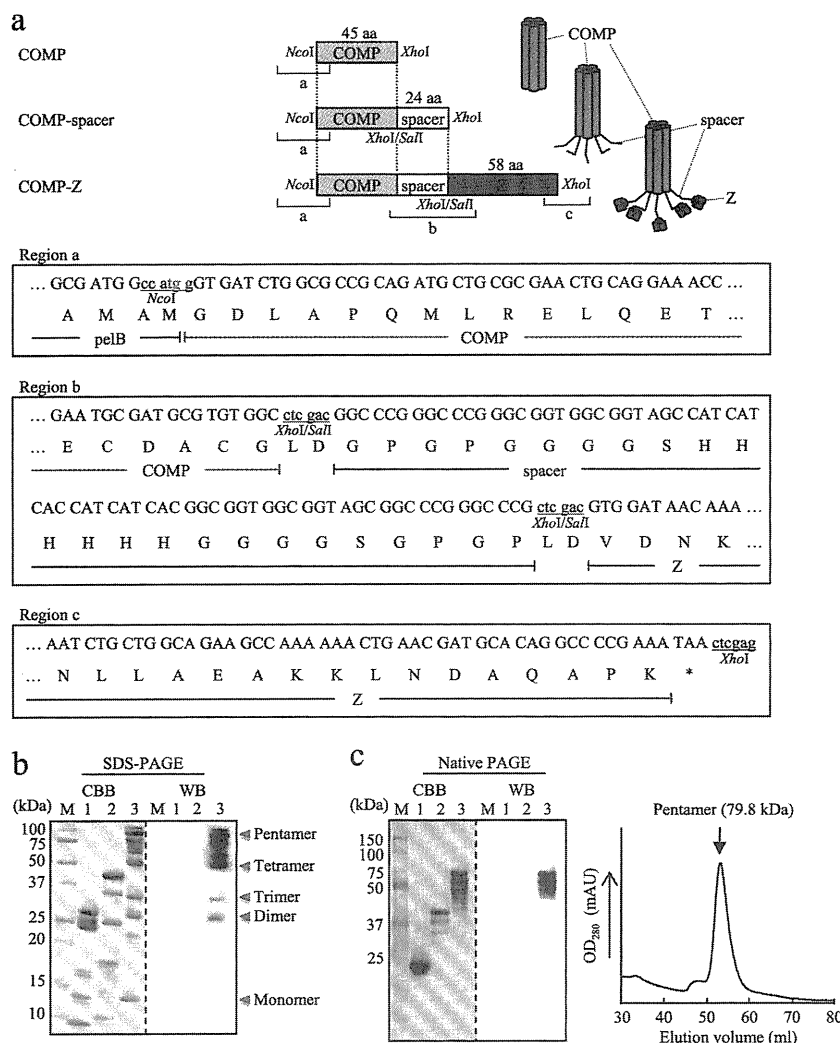 a
COMP
NcoI
45 aa
COMP
XhoI
a
COMP-spacer
24 aa
NcoI
COMP
spacer
XhoI
XhoI/SalI
a
COMP-Z
58 aa
NcoI
COMP
spacer
XhoI
XhoI/SalI
a
b
c
COMP
spacer
Z
Region a
... GCG ATG Gcc atg gGT GAT CTG GCG CCG CAG ATG CTG CGC GAA CTG CAG GAA ACC ...
NcoI
A M A M G D L A P Q M L R E L Q E T ...
pelB COMP
Region b
... GAA TGC GAT GCG TGT GGC ctc gac GGC CCG GGC CCG GGC GGT GGC GGT AGC CAT CAT
XhoI/SalI
... E C D A C G L D G P G P G G G G S H H
COMP spacer
CAC CAT CAT CAC GGC GGT GGC GGT AGC GGC CCG GGC CCG ctc gac GTG GAT AAC AAA ...
XhoI/SalI
H H H H G G G G S G P G P L D V D N K ...
Z
Region c
... AAT CTG CTG GCA GAA GCC AAA AAA CTG AAC GAT GCA CAG GCC CCG AAA TAA ctcgag
XhoI
... N L L A E A K K L N D A Q A P K *
Z
b
SDS-PAGE
CBB WB
(kDa) M 1 2 3 M 1 2 3
100
75
50
37
25
20
15
10
Pentamer
Tetramer
Trimer
Dimer
Monomer
c
Native PAGE
CBB WB
(kDa) M 1 2 3 M 1 2 3
150
100
75
50
37
25
Pentamer (79.8 kDa)
OD280 (mAU)
30 40 50 60 70 80
Elution volume (ml)